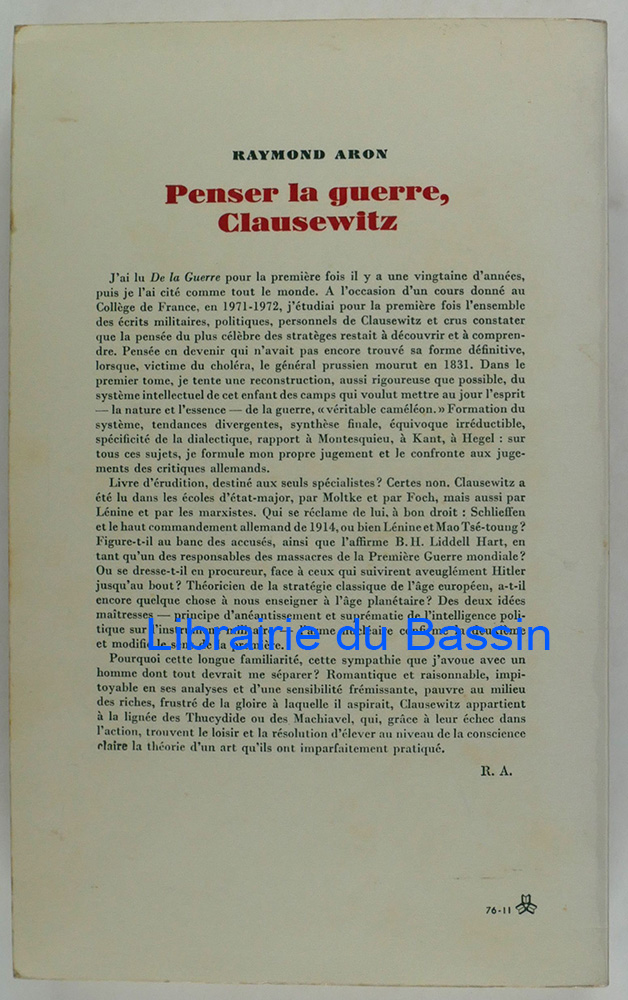 RAYMOND ARON
Penser la guerre,
Clausewitz
J'ai lu De la Guerre pour la première fois il y a une vingtaine d'années,
puis je l'ai cité comme tout le monde. A l'occasion d'un cours donné au
Collège de France, en 1971-1972, j'étudiai pour la première fois l'ensemble
des écrits militaires, politiques, personnels de Clausewitz et crus constater
que la pensée du plus célèbre des stratèges restait à découvrir et à compren-
dre. Pensée en devenir qui n'avait pas encore trouvé sa forme définitive,
lorsque, victime du choléra, le général prussien mourut en 1831. Dans le
premier tome, je tente une reconstruction, aussi rigoureuse que possible, du
système intellectuel de cet enfant des camps qui voulut mettre au jour l'esprit
— la nature et l'essence — de la guerre, « véritable caméléon. » Formation du
système, tendances divergentes, synthèse finale, équivoque irréductible,
spécificité de la dialectique, rapport à Montesquieu, à Kant, à Hegel : sur
tous ces sujets, je formule mon propre jugement et le confronte aux juge-
ments des critiques allemands.
Livre d'érudition, destiné aux seuls spécialistes? Certes non. Clausewitz a
été lu dans les écoles d'état-major, par Moltke et par Foch, mais aussi par
Lénine et par les marxistes. Qui se réclame de lui, à bon droit : Schlieffen
et le haut commandement allemand de 1914, ou bien Lénine et Mao Tsé-toung?
Figure-t-il au banc des accusés, ainsi que l'affirme B. H. Liddell Hart, en
tant qu'un des responsables des massacres de la Première Guerre mondiale?
Ou se dresse-t-il en procureur, face à ceux qui suivirent aveuglément Hitler
jusqu'au bout? Théoricien de la stratégie classique de l'âge européen, a-t-il
encore quelque chose à nous enseigner à l'âge planétaire? Des deux idées
maîtresses — principe d'anéantissement et suprématie de l'intelligence poli-
tique sur l'instrument militaire — l'arme nucléaire confirme la deuxième
et modifie le sens de la première.
Librairie du Bassin
Pourquoi cette longue familiarité, cette sympathie que j'avoue avec un
homme dont tout devrait me séparer? Romantique et raisonnable, impi-
toyable en ses analyses et d'une sensibilité frémissante, pauvre au milieu
des riches, frustré de la gloire à laquelle il aspirait, Clausewitz appartient
à la lignée des Thucydide ou des Machiavel, qui, grâce à leur échec dans
l'action, trouvent le loisir et la résolution d'élever au niveau de la conscience
claire la théorie d'un art qu'ils ont imparfaitement pratiqué.
R. A.
76-11